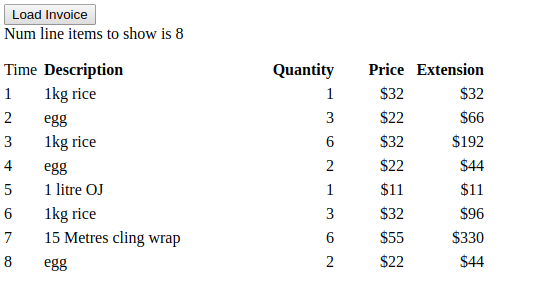 Load Invoice
Num line items to show is 8
Time Description Quantity Price Extension
1 1kg rice 1 $32 $32
2 egg 3 $22 $66
3 1kg rice 6 $32 $192
4 egg 2 $22 $44
5 1 litre OJ 1 $11 $11
6 1kg rice 3 $32 $96
7 15 Metres cling wrap 6 $55 $330
8 egg 2 $22 $44